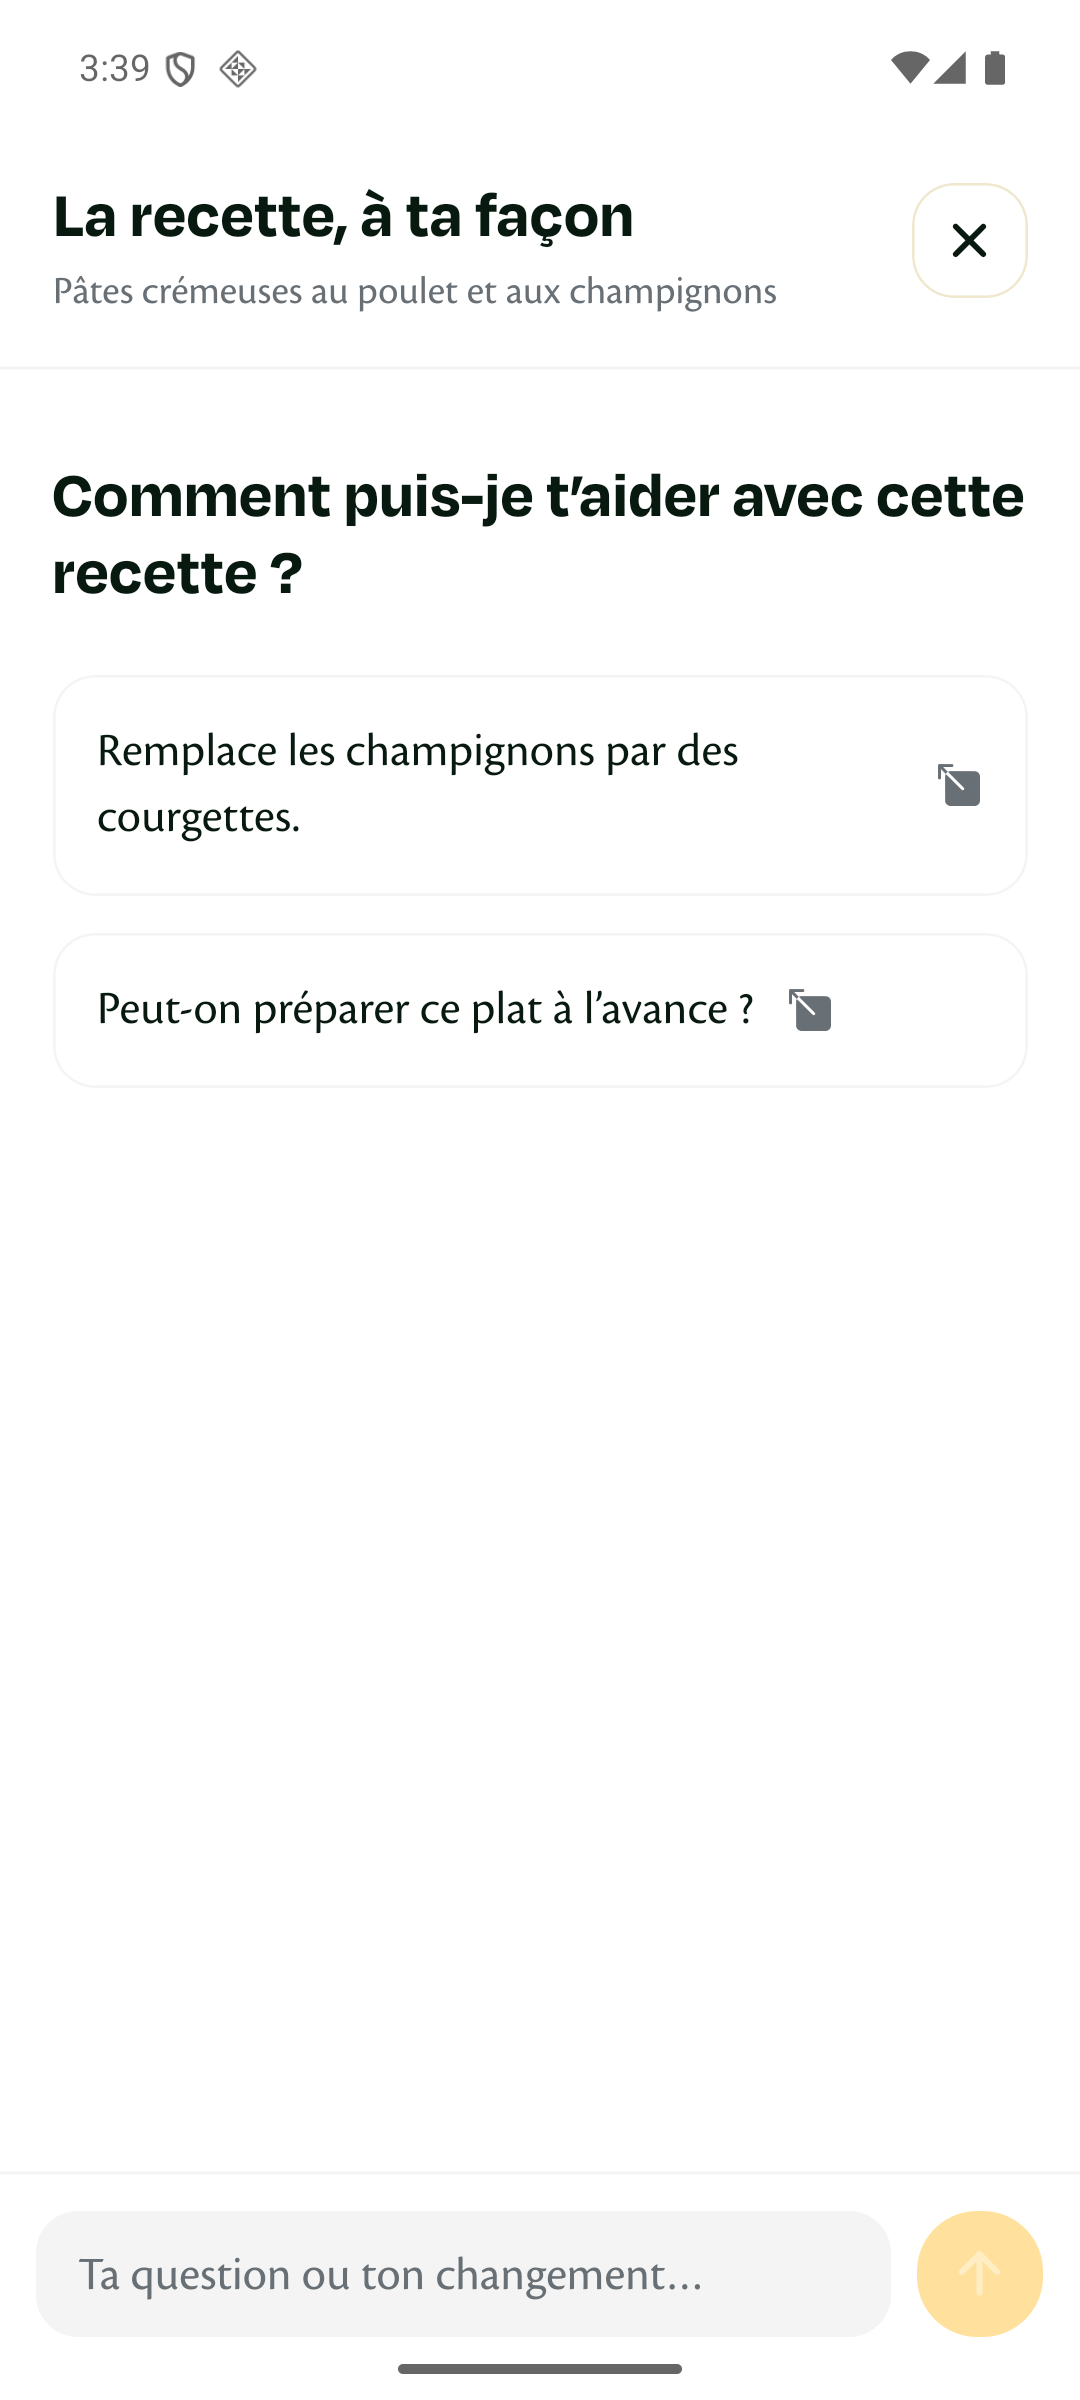 3:39
La recette, à ta façon
Pâtes crémeuses au poulet et aux champignons
Comment puis-je t’aider avec cette
recette ?
Remplace les champignons par des
courgettes.
Peut-on préparer ce plat à l’avance ?
Ta question ou ton changement...